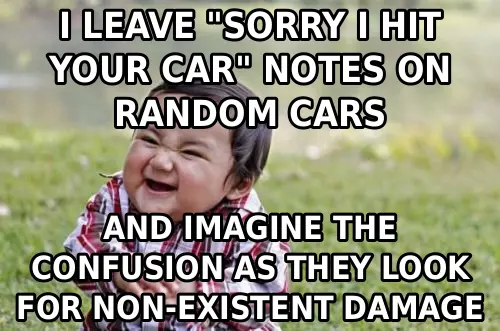 I LEAVE "SORRY I HIT
YOUR CAR" NOTES ON
RANDOM CARS
AND IMAGINE THE
CONFUSION AS THEY LOOK
FOR NON-EXISTENT DAMAGE